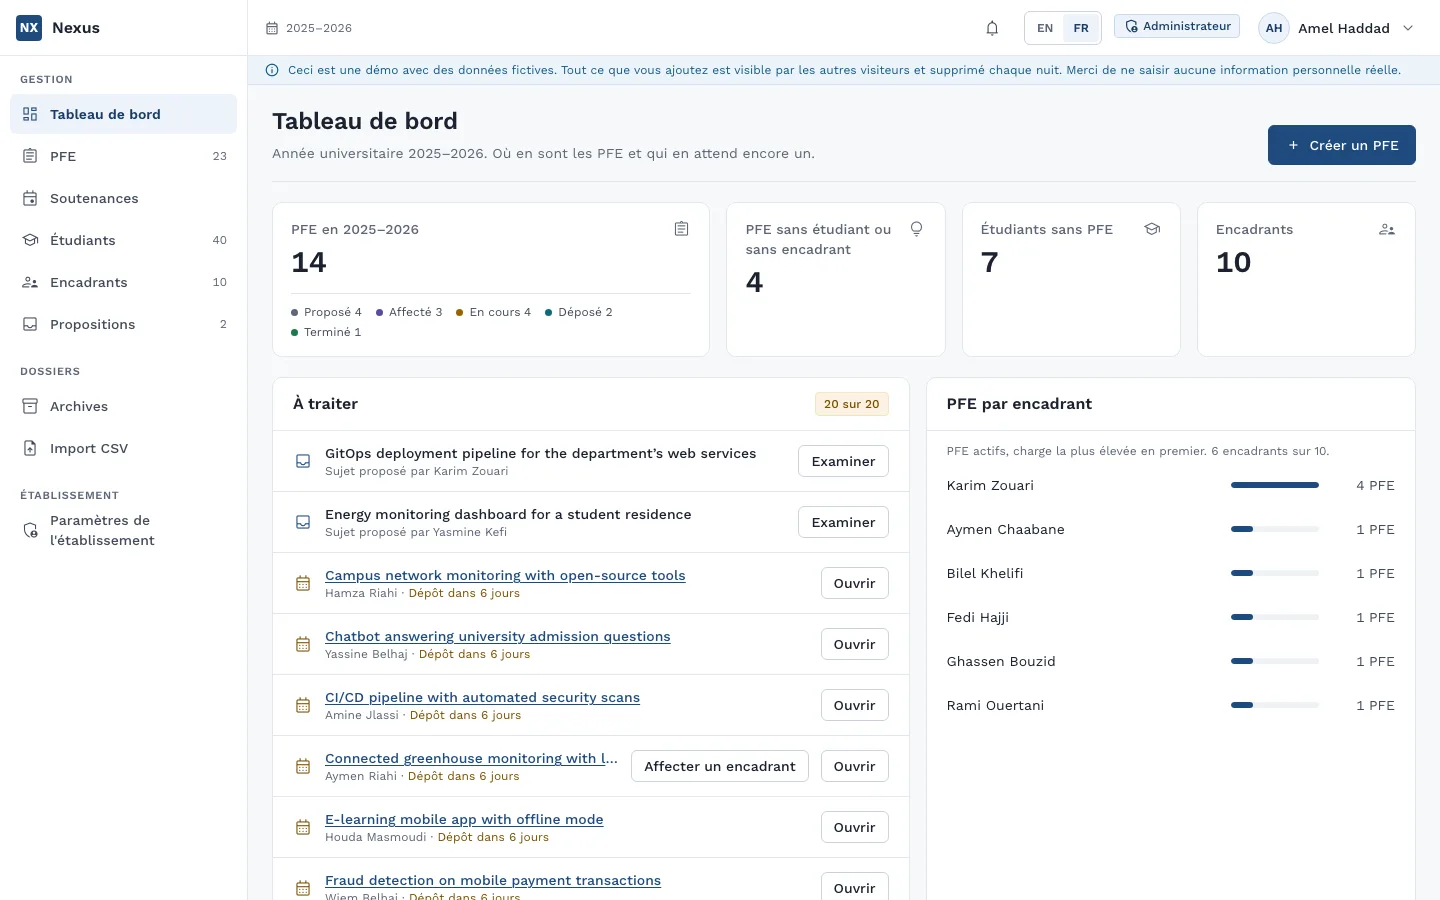 NX Nexus
GESTION
Tableau de bord
PFE 23
Soutenances
Étudiants 40
Encadrants 10
Propositions 2
DOSSIERS
Archives
Import CSV
ÉTABLISSEMENT
Paramètres de
l'établissement
2025–2026
EN FR
Administrateur
AH Amel Haddad
Ceci est une démo avec des données fictives. Tout ce que vous ajoutez est visible par les autres visiteurs et supprimé chaque nuit. Merci de ne saisir aucune information personnelle réelle.
Tableau de bord
Année universitaire 2025–2026. Où en sont les PFE et qui en attend encore un.
+ Créer un PFE
PFE en 2025–2026
14
Proposé 4 Affecté 3 En cours 4 Déposé 2
Terminé 1
PFE sans étudiant ou
sans encadrant
4
Étudiants sans PFE
7
Encadrants
10
À traiter
20 sur 20
GitOps deployment pipeline for the department’s web services
Sujet proposé par Karim Zouari
Examiner
Energy monitoring dashboard for a student residence
Sujet proposé par Yasmine Kefi
Examiner
Campus network monitoring with open-source tools
Hamza Riahi · Dépôt dans 6 jours
Ouvrir
Chatbot answering university admission questions
Yassine Belhaj · Dépôt dans 6 jours
Ouvrir
CI/CD pipeline with automated security scans
Amine Jlassi · Dépôt dans 6 jours
Ouvrir
Connected greenhouse monitoring with l...
Aymen Riahi · Dépôt dans 6 jours
Affecter un encadrant
Ouvrir
E-learning mobile app with offline mode
Houda Masmoudi · Dépôt dans 6 jours
Ouvrir
Fraud detection on mobile payment transactions
Wiem Belhaj · Dépôt dans 6 jours
Ouvrir
PFE par encadrant
PFE actifs, charge la plus élevée en premier. 6 encadrants sur 10.
Karim Zouari 4 PFE
Aymen Chaabane 1 PFE
Bilel Khelifi 1 PFE
Fedi Hajji 1 PFE
Ghassen Bouzid 1 PFE
Rami Ouertani 1 PFE